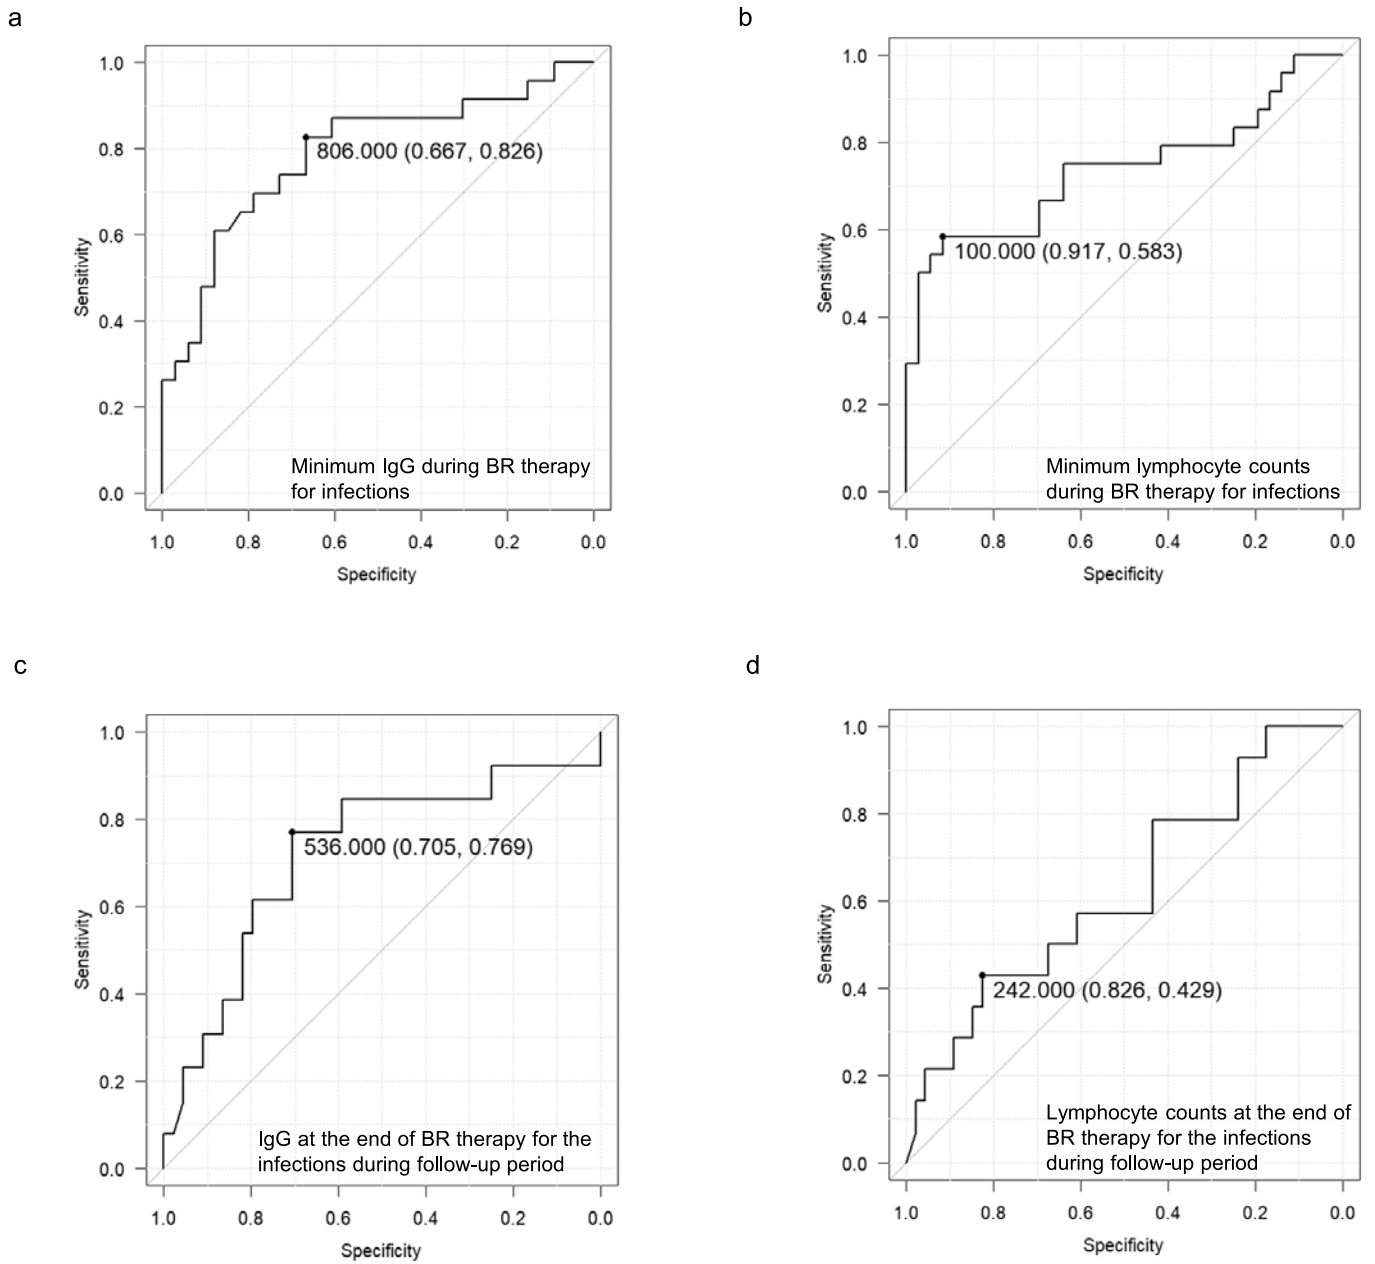 a
1.0
0.8
0.6
0.4
0.2
0.0
Sensitivity
806.000 (0.667, 0.826)
Minimum IgG during BR therapy
for infections
1.0 0.8 0.6 0.4 0.2 0.0
Specificity
b
1.0
0.8
0.6
0.4
0.2
0.0
Sensitivity
100.000 (0.917, 0.583)
Minimum lymphocyte counts
during BR therapy for infections
1.0 0.8 0.6 0.4 0.2 0.0
Specificity
c
1.0
0.8
0.6
0.4
0.2
0.0
Sensitivity
536.000 (0.705, 0.769)
IgG at the end of BR therapy for the
infections during follow-up period
1.0 0.8 0.6 0.4 0.2 0.0
Specificity
d
1.0
0.8
0.6
0.4
0.2
0.0
Sensitivity
242.000 (0.826, 0.429)
Lymphocyte counts at the end of
BR therapy for the infections
during follow-up period
1.0 0.8 0.6 0.4 0.2 0.0
Specificity